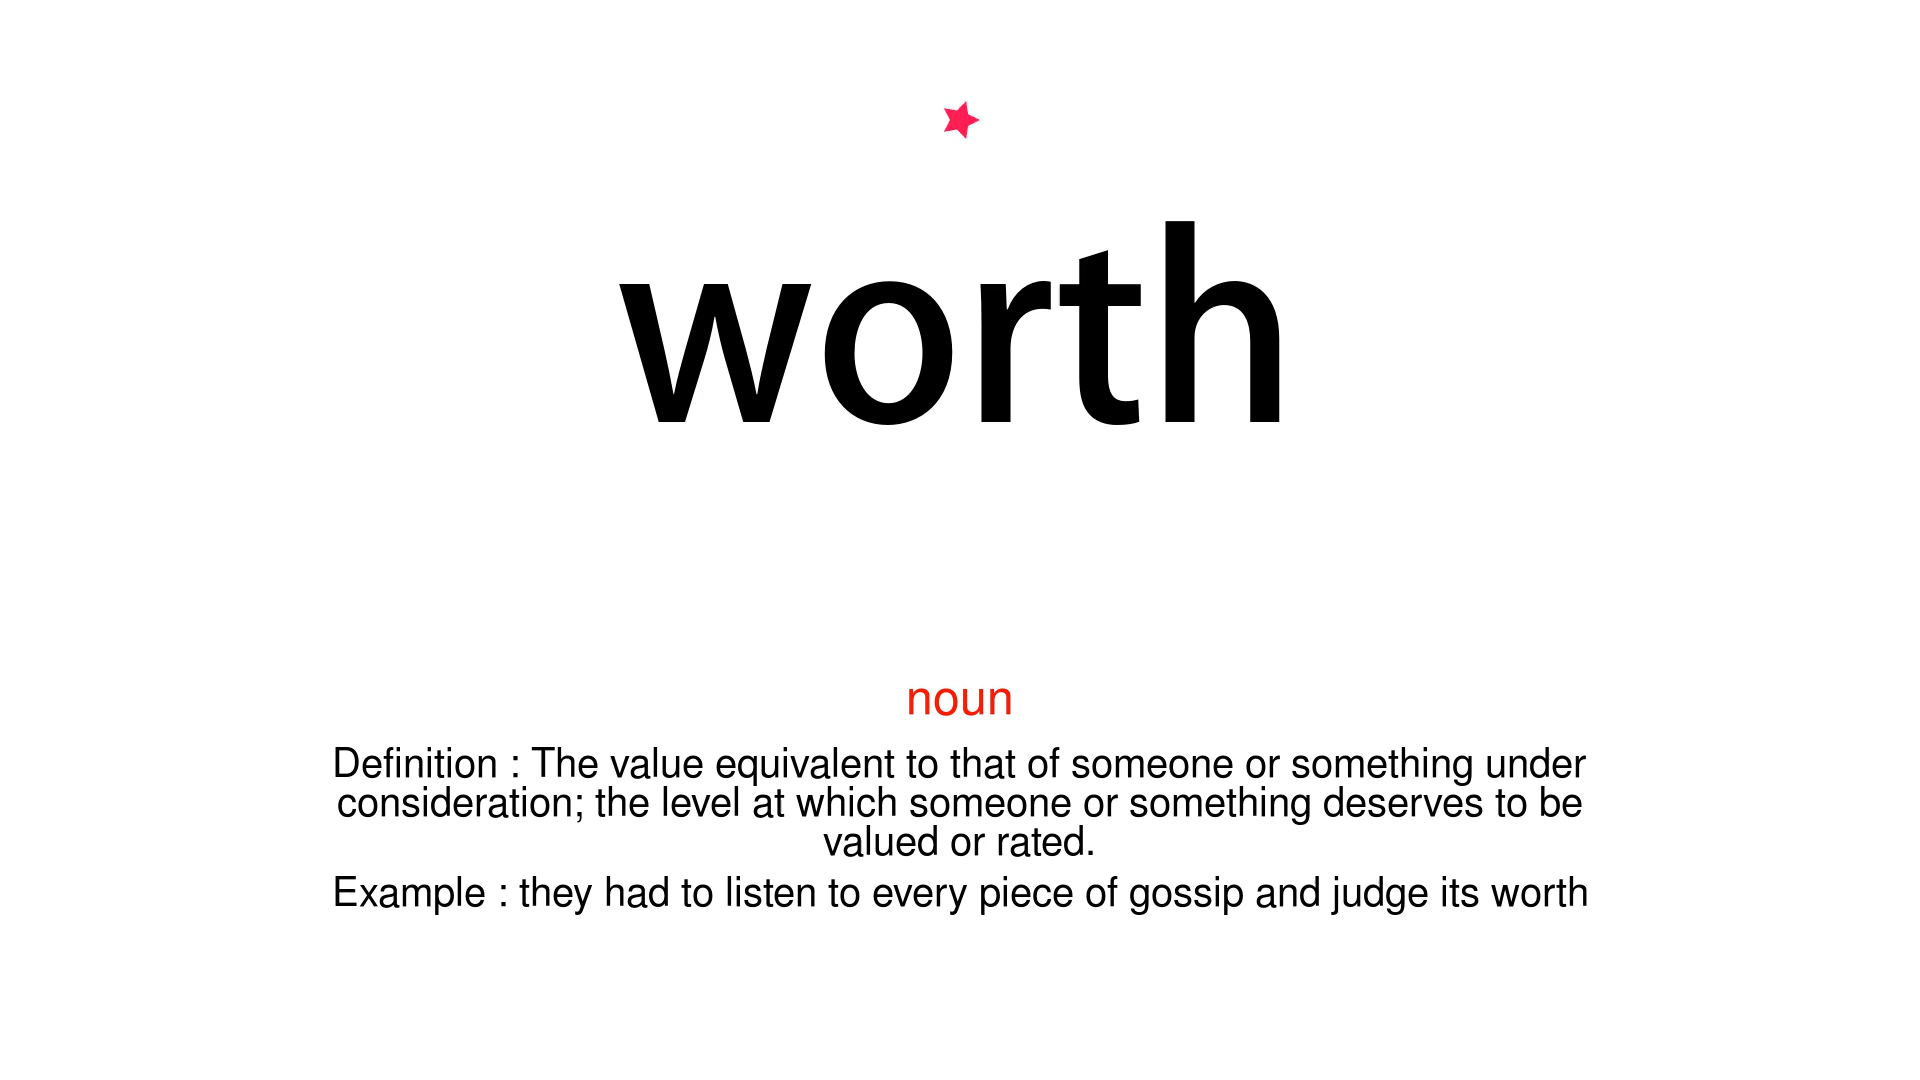 worth
noun
Definition : The value equivalent to that of someone or something under
consideration; the level at which someone or something deserves to be
valued or rated.
Example : they had to listen to every piece of gossip and judge its worth